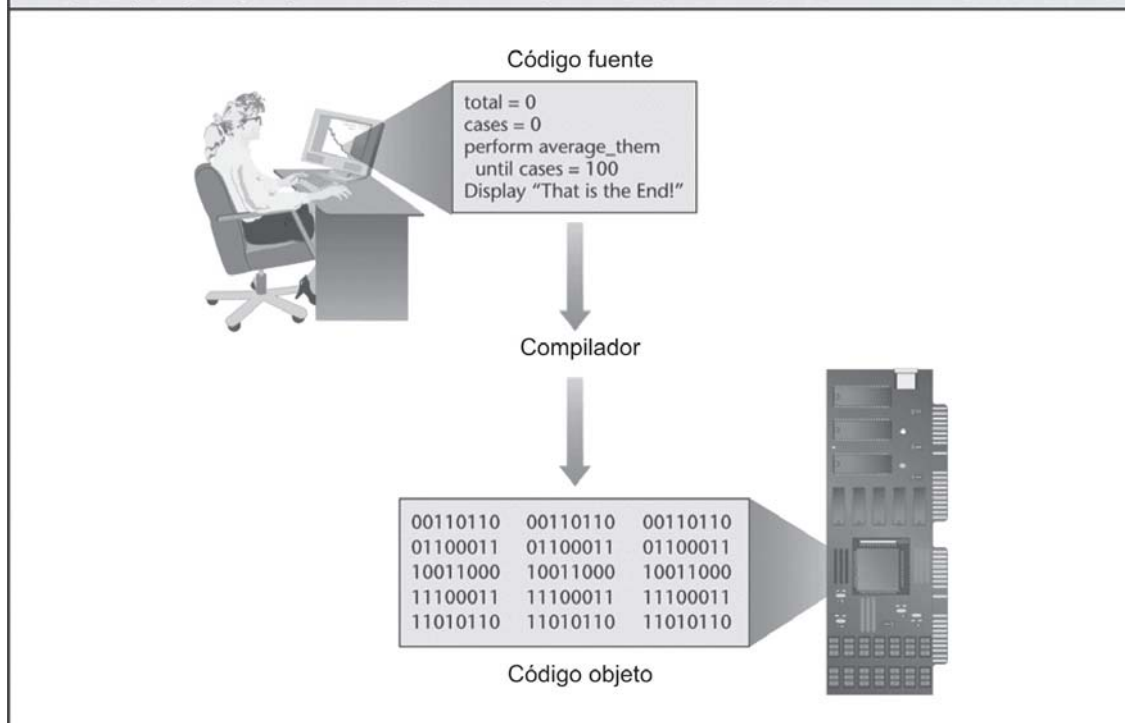 Código fuente
total = 0
cases = 0
perform average_them
until cases = 100
Display “That is the End!”
Compilador
00110110 00110110 00110110
01100011 01100011 01100011
10011000 10011000 10011000
11100011 11100011 11100011
11010110 11010110 11010110
Código objeto